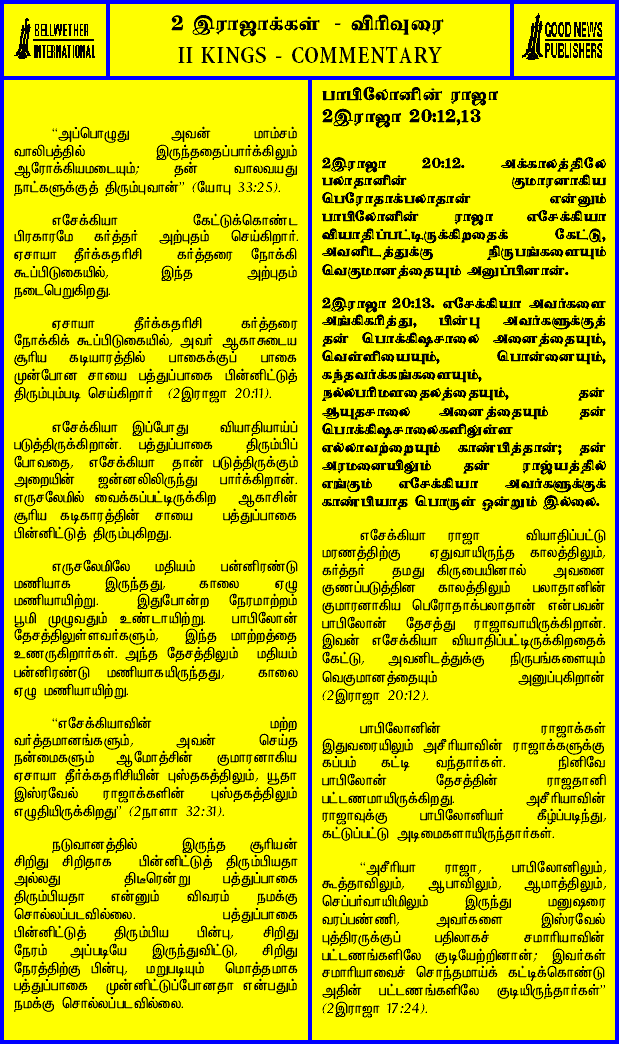 BELLWETHER
INTERNATIONAL
2 இராஜாக்கள் - விரிவுரை
II KINGS - COMMENTARY
GOOD NEWS
PUBLISHERS
“அப்பொழுது அவன் மாம்சம்
வாலிபத்தில் இருந்ததைப்பார்க்கிலும்
ஆரோக்கியமடையும்; தன் வாலவயது
நாட்களுக்குத் திரும்புவான்” (யோபு 33:25).
எசேக்கியா கேட்டுக்கொண்ட
பிரகாரமே கர்த்தர் அற்புதம் செய்கிறார்.
ஏசாயா தீர்க்கதரிசி கர்த்தரை நோக்கி
கூப்பிடுகையில், இந்த அற்புதம்
நடைபெறுகிறது.
ஏசாயா தீர்க்கதரிசி கர்த்தரை
நோக்கிக் கூப்பிடுகையில், அவர் ஆகாசுடைய
சூரிய கடியாரத்தில் பாகைக்குப் பாகை
முன்போன சாயை பத்துப்பாகை பின்னிட்டுத்
திரும்பும்படி செய்கிறார் (2இராஜா 20:11).
எசேக்கியா இப்போது வியாதியாய்ப்
படுத்திருக்கிறான். பத்துப்பாகை திரும்பிப்
போவதை, எசேக்கியா தான் படுத்திருக்கும்
அறையின் ஜன்னலிலிருந்து பார்க்கிறான்.
எருசலேமில் வைக்கப்பட்டிருக்கிற ஆகாசின்
சூரிய கடிகாரத்தின் சாயை பத்துப்பாகை
பின்னிட்டுத் திரும்புகிறது.
எருசலேமிலே மதியம் பன்னிரண்டு
மணியாக இருந்தது, காலை ஏழு
மணியாயிற்று. இதுபோன்ற நேரமாற்றம்
பூமி முழுவதும் உண்டாயிற்று. பாபிலோன்
தேசத்திலுள்ளவர்களும், இந்த மாற்றத்தை
உணருகிறார்கள். அந்த தேசத்திலும் மதியம்
பன்னிரண்டு மணியாகயிருந்தது, காலை
ஏழு மணியாயிற்று.
“எசேக்கியாவின் மற்ற
வர்த்தமானங்களும், அவன் செய்த
நன்மைகளும் ஆமோத்சின் குமாரனாகிய
ஏசாயா தீர்க்கதரிசியின் புஸ்தகத்திலும், யூதா
இஸ்ரவேல் ராஜாக்களின் புஸ்தகத்திலும்
எழுதியிருக்கிறது” (2நாளா 32:31).
நடுவானத்தில் இருந்த சூரியன்
சிறிது சிறிதாக பின்னிட்டுத் திரும்பியதா
அல்லது திடீரென்று பத்துப்பாகை
திரும்பியதா என்னும் விவரம் நமக்கு
சொல்லப்படவில்லை. பத்துப்பாகை
பின்னிட்டுத் திரும்பிய பின்பு, சிறிது
நேரம் அப்படியே இருந்துவிட்டு, சிறிது
நேரத்திற்கு பின்பு, மறுபடியும் மொத்தமாக
பத்துப்பாகை முன்னிட்டுப்போனதா என்பதும்
நமக்கு சொல்லப்படவில்லை.
பாபிலோனின் ராஜா
2இராஜா 20:12,13
2இராஜா 20:12. அக்காலத்திலே
பலாதானின் குமாரனாகிய
பெரோதாக்பலாதான் என்னும்
பாபிலோனின் ராஜா எசேக்கியா
வியாதிப்பட்டிருக்கிறதைக் கேட்டு,
அவனிடத்துக்கு நிருபங்களையும்
வெகுமானத்தையும் அனுப்பினான்.
2இராஜா 20:13. எசேக்கியா அவர்களை
அங்கிகரித்து, பின்பு அவர்களுக்குத்
தன் பொக்கிஷசாலை அனைத்தையும்,
வெள்ளியையும், பொன்னையும்,
கந்தவர்க்கங்களையும்,
நல்லபரிமளதைலத்தையும், தன்
ஆயுதசாலை அனைத்தையும் தன்
பொக்கிஷசாலைகளிலுள்ள
எல்லாவற்றையும் காண்பித்தான்; தன்
அரமனையிலும் தன் ராஜ்யத்தில்
எங்கும் எசேக்கியா அவர்களுக்குக்
காண்பியாத பொருள் ஒன்றும் இல்லை.
எசேக்கியா ராஜா வியாதிப்பட்டு
மரணத்திற்கு ஏதுவாயிருந்த காலத்திலும்,
கர்த்தர் தமது கிருபையினால் அவனை
குணப்படுத்தின காலத்திலும் பலாதானின்
குமாரனாகிய பெரோதாக்பலாதான் என்பவன்
பாபிலோன் தேசத்து ராஜாவாயிருக்கிறான்.
இவன் எசேக்கியா வியாதிப்பட்டிருக்கிறதைக்
கேட்டு, அவனிடத்துக்கு நிருபங்களையும்
வெகுமானத்தையும் அனுப்புகிறான்
(2இராஜா 20:12).
பாபிலோனின் ராஜாக்கள்
இதுவரையிலும் அசீரியாவின் ராஜாக்களுக்கு
கப்பம் கட்டி வந்தார்கள். நினிவே
பாபிலோன் தேசத்தின் ராஜதானி
பட்டணமாயிருக்கிறது. அசீரியாவின்
ராஜாவுக்கு பாபிலோனியர் கீழ்ப்படிந்து,
கட்டுப்பட்டு அடிமைகளாயிருந்தார்கள்.
“அசீரியா ராஜா, பாபிலோனிலும்,
கூத்தாவிலும், ஆபாவிலும், ஆமாத்திலும்,
செப்பர்வாயிமிலும் இருந்து மனுஷரை
வரப்பண்ணி, அவர்களை இஸ்ரவேல்
புத்திரருக்குப் பதிலாகச் சமாரியாவின்
பட்டணங்களிலே குடியேற்றினான்; இவர்கள்
சமாரியாவைச் சொந்தமாய்க் கட்டிக்கொண்டு
அதின் பட்டணங்களிலே குடியிருந்தார்கள்”
(2இராஜா 17:24).